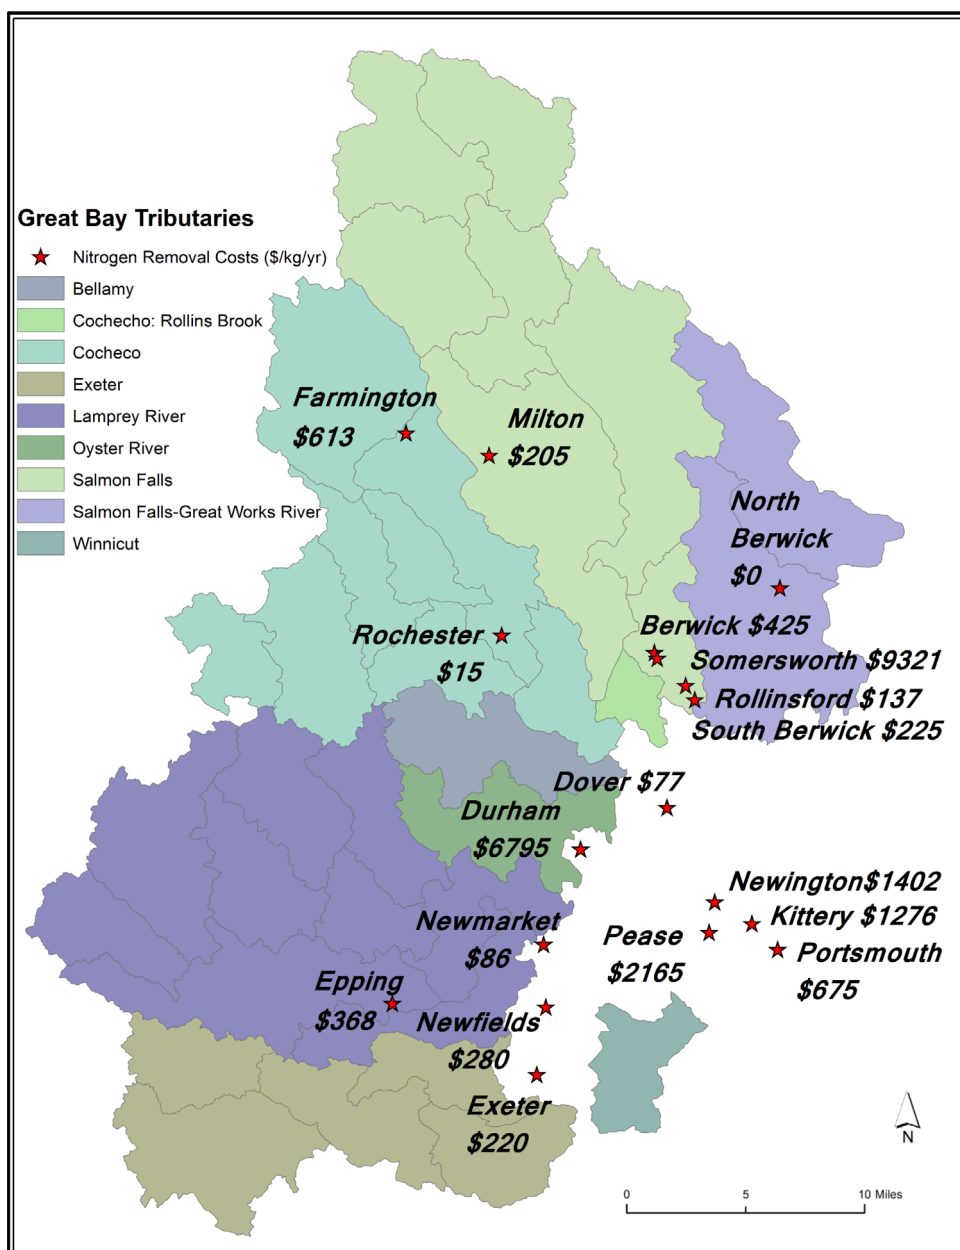 Great Bay Tributaries
Nitrogen Removal Costs ($/kg/yr)
Bellamy
Cochecho: Rollins Brook
Cocheco
Exeter
Lamprey River
Oyster River
Salmon Falls
Salmon Falls-Great Works River
Winnicut
Farmington
$613
Milton
$205
North
Berwick
$0
Berwick $425
Rochester
$15
Somersworth $9321
Rollinsford $137
South Berwick $225
Dover $77
Durham
$6795
Newington$1402
Kittery $1276
Newmarket
$86
Pease
$2165
Portsmouth
$675
Epping
$368
Newfields
$280
Exeter
$220
N
0 5 10 Miles